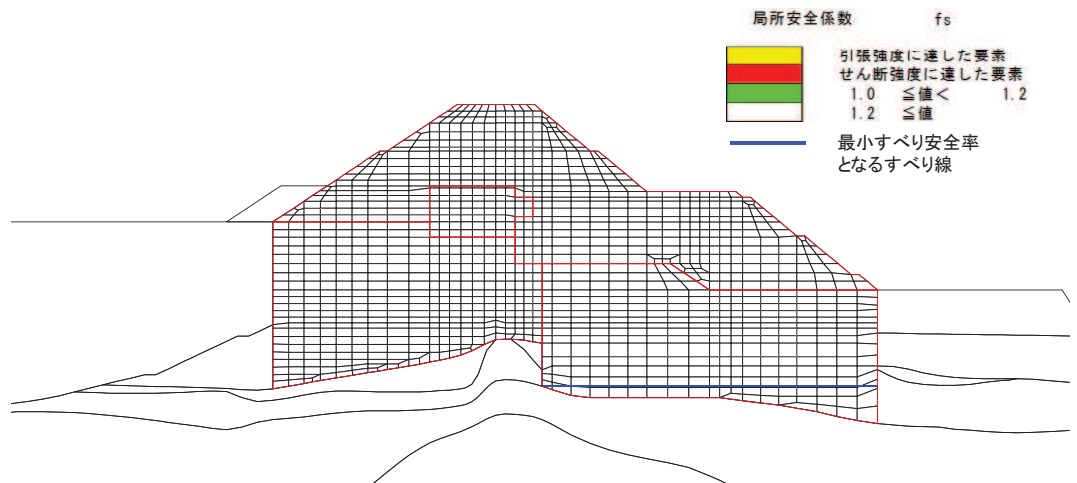 局所安全係数 fs
引張強度に達した要素
せん断強度に達した要素
1.0 ≦値< 1.2
1.2 ≦値
最小すべり安全率
となるすべり線